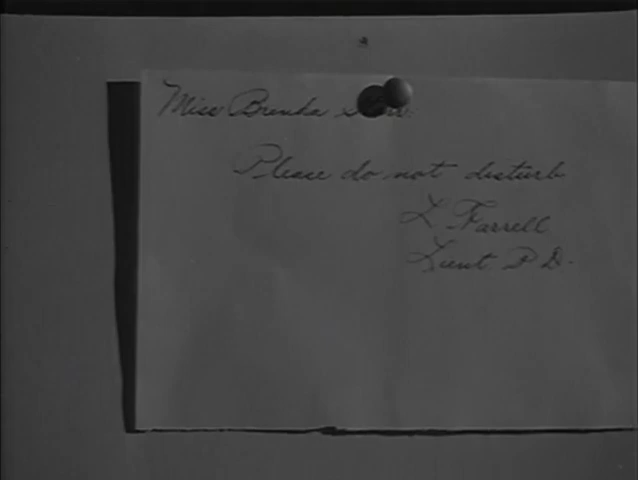 Miss Brenda
Please do not disturb
L Farrell
Lieut P. D.